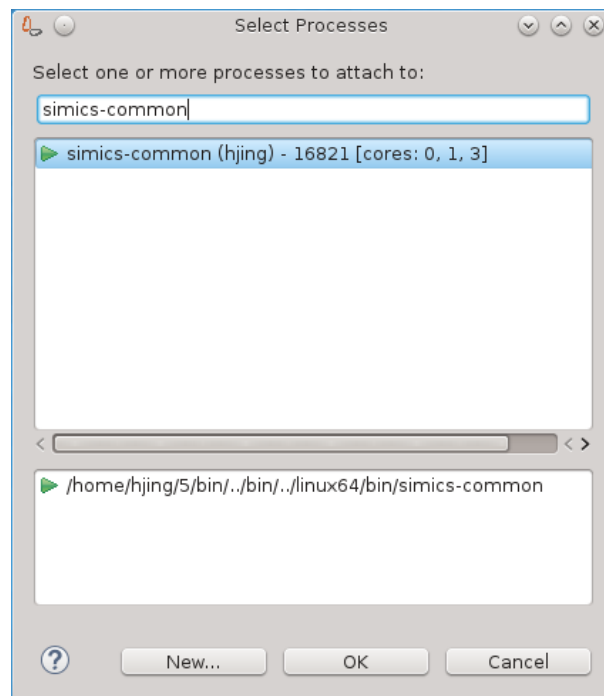 Select Processes
Select one or more processes to attach to:
simics-common
simics-common (hjing) - 16821 [cores: 0, 1, 3]
/home/hjing/5/bin/../bin/../linux64/bin/simics-common
? New... OK Cancel